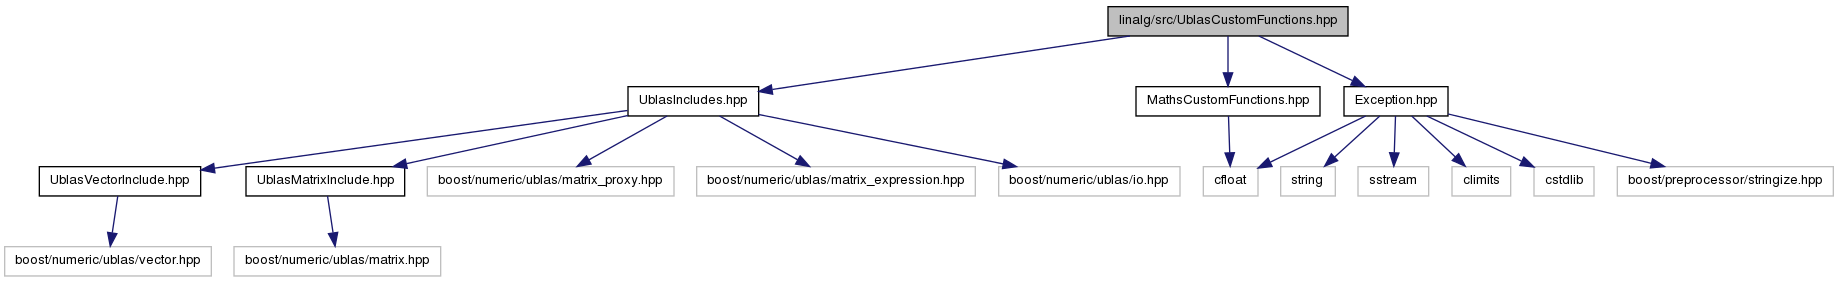 linalg/src/UblasCustomFunctions.hpp
UblasIncludes.hpp
MathsCustomFunctions.hpp
Exception.hpp
UblasVectorInclude.hpp
UblasMatrixInclude.hpp
boost/numeric/ublas/matrix_proxy.hpp
boost/numeric/ublas/matrix_expression.hpp
boost/numeric/ublas/io.hpp
cfloat
string
sstream
climits
cstdlib
boost/preprocessor/stringize.hpp
boost/numeric/ublas/vector.hpp
boost/numeric/ublas/matrix.hpp